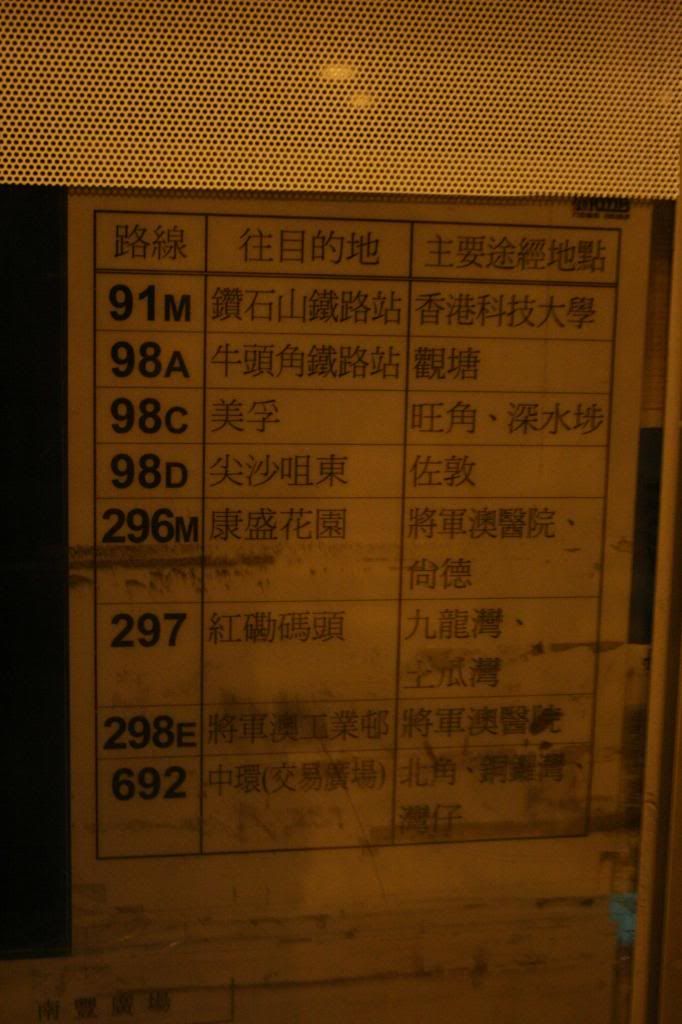 路線 往目的地 主要途經地點
91M 鑽石山鐵路站 香港科技大學
98A 牛頭角鐵路站 觀塘
98C 美孚 旺角、深水埗
98D 尖沙咀東 佐敦
296M 康盛花園 將軍澳醫院、
尚德
297 紅磡碼頭 九龍灣、
土瓜灣
298E 將軍澳工業邨 將軍澳醫院
692 中環(交易廣場) 北角、銅鑼灣、
灣仔
南豐廣場